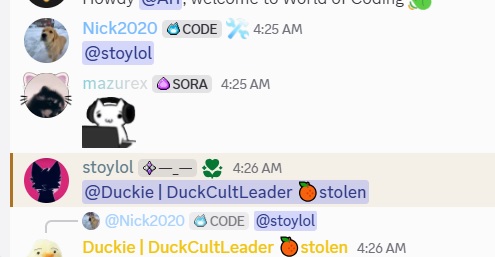 Howdy @AH, welcome to World of Coding
Nick2020 CODE 4:25 AM
@stoylol
mazurex SORA 4:25 AM
stoylol —_— 4:26 AM
@Duckie | DuckCultLeader 🍊stolen
@Nick2020 CODE @stoylol
Duckie | DuckCultLeader 🍊stolen 4:26 AM